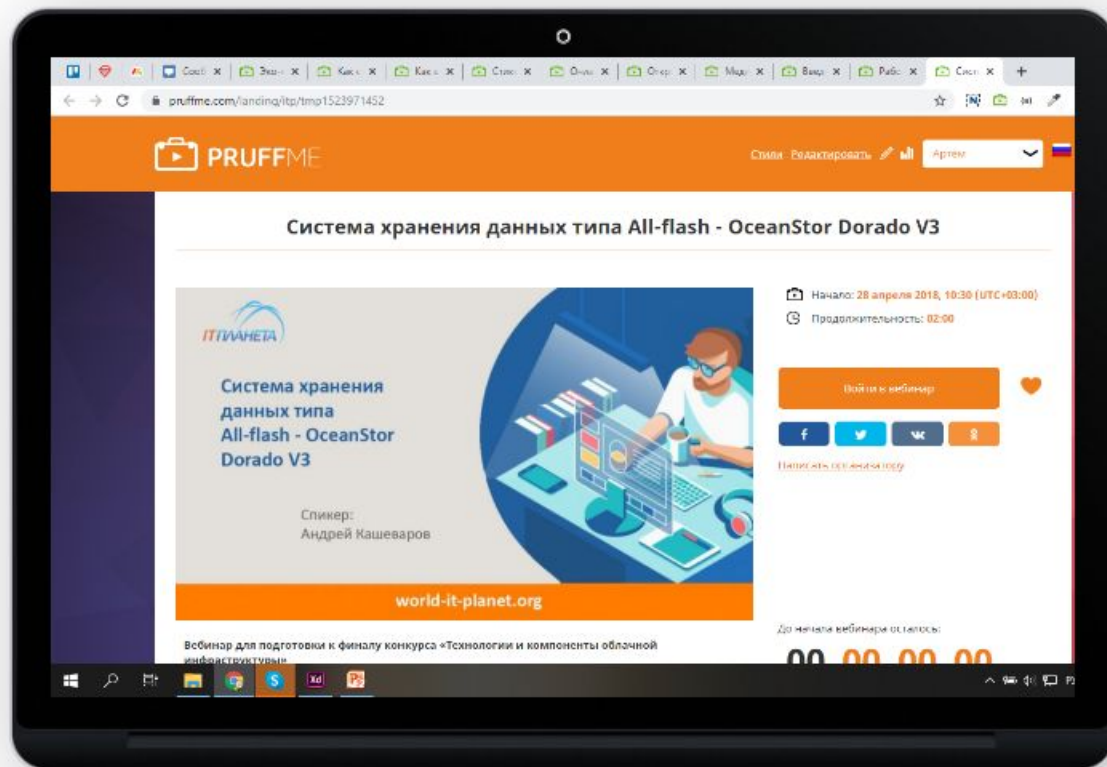 pruffme.com/landing/itp/tmp1523971452
PRUFFME
Стили Редактировать
Артем
Система хранения данных типа All-flash - OceanStor Dorado V3
ITПЛАНЕТА
Система хранения
данных типа
All-flash - OceanStor
Dorado V3
Спикер:
Андрей Кашеваров
world-it-planet.org
Начало: 28 апреля 2018, 10:30 (UTC+03:00)
Продолжительность: 02:00
Войти в вебинар
Написать организатору
Вебинар для подготовки к финалу конкурса «Технологии и компоненты облачной
инфраструктуры»
До начала вебинара осталось:
00 00 00 00